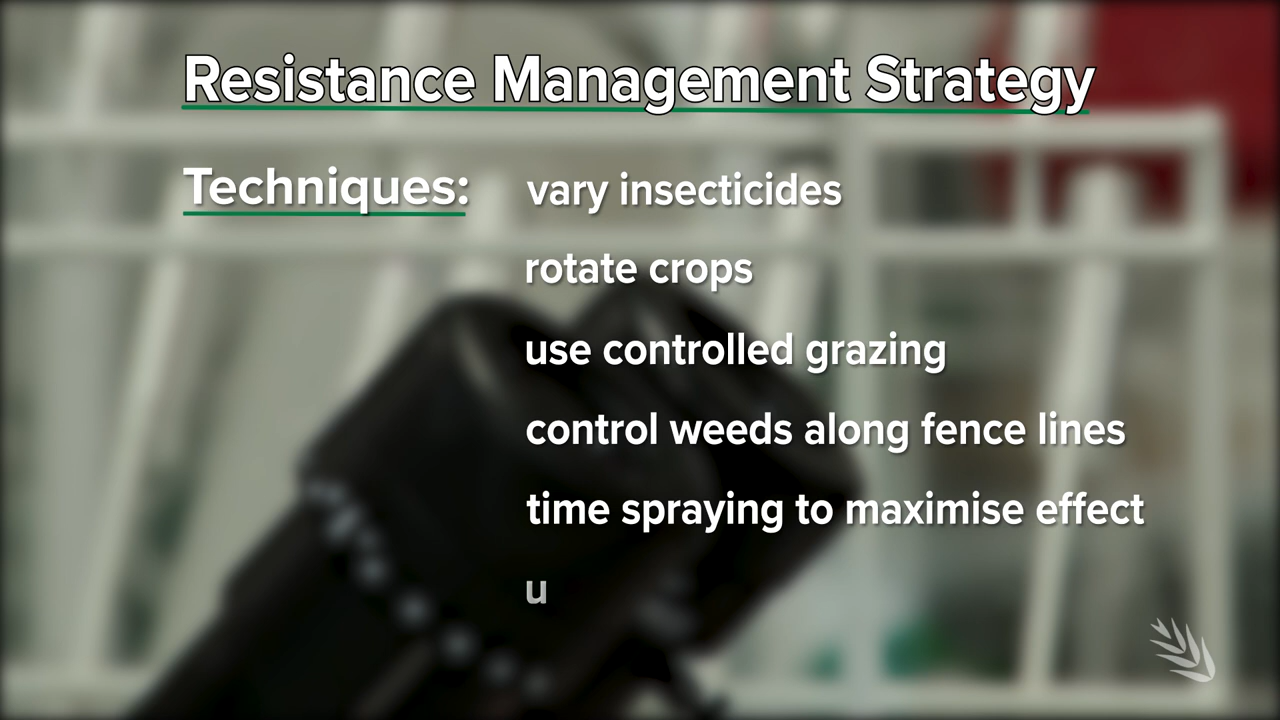 Resistance Management Strategy
Techniques: vary insecticides
rotate crops
use controlled grazing
control weeds along fence lines
time spraying to maximise effect
u